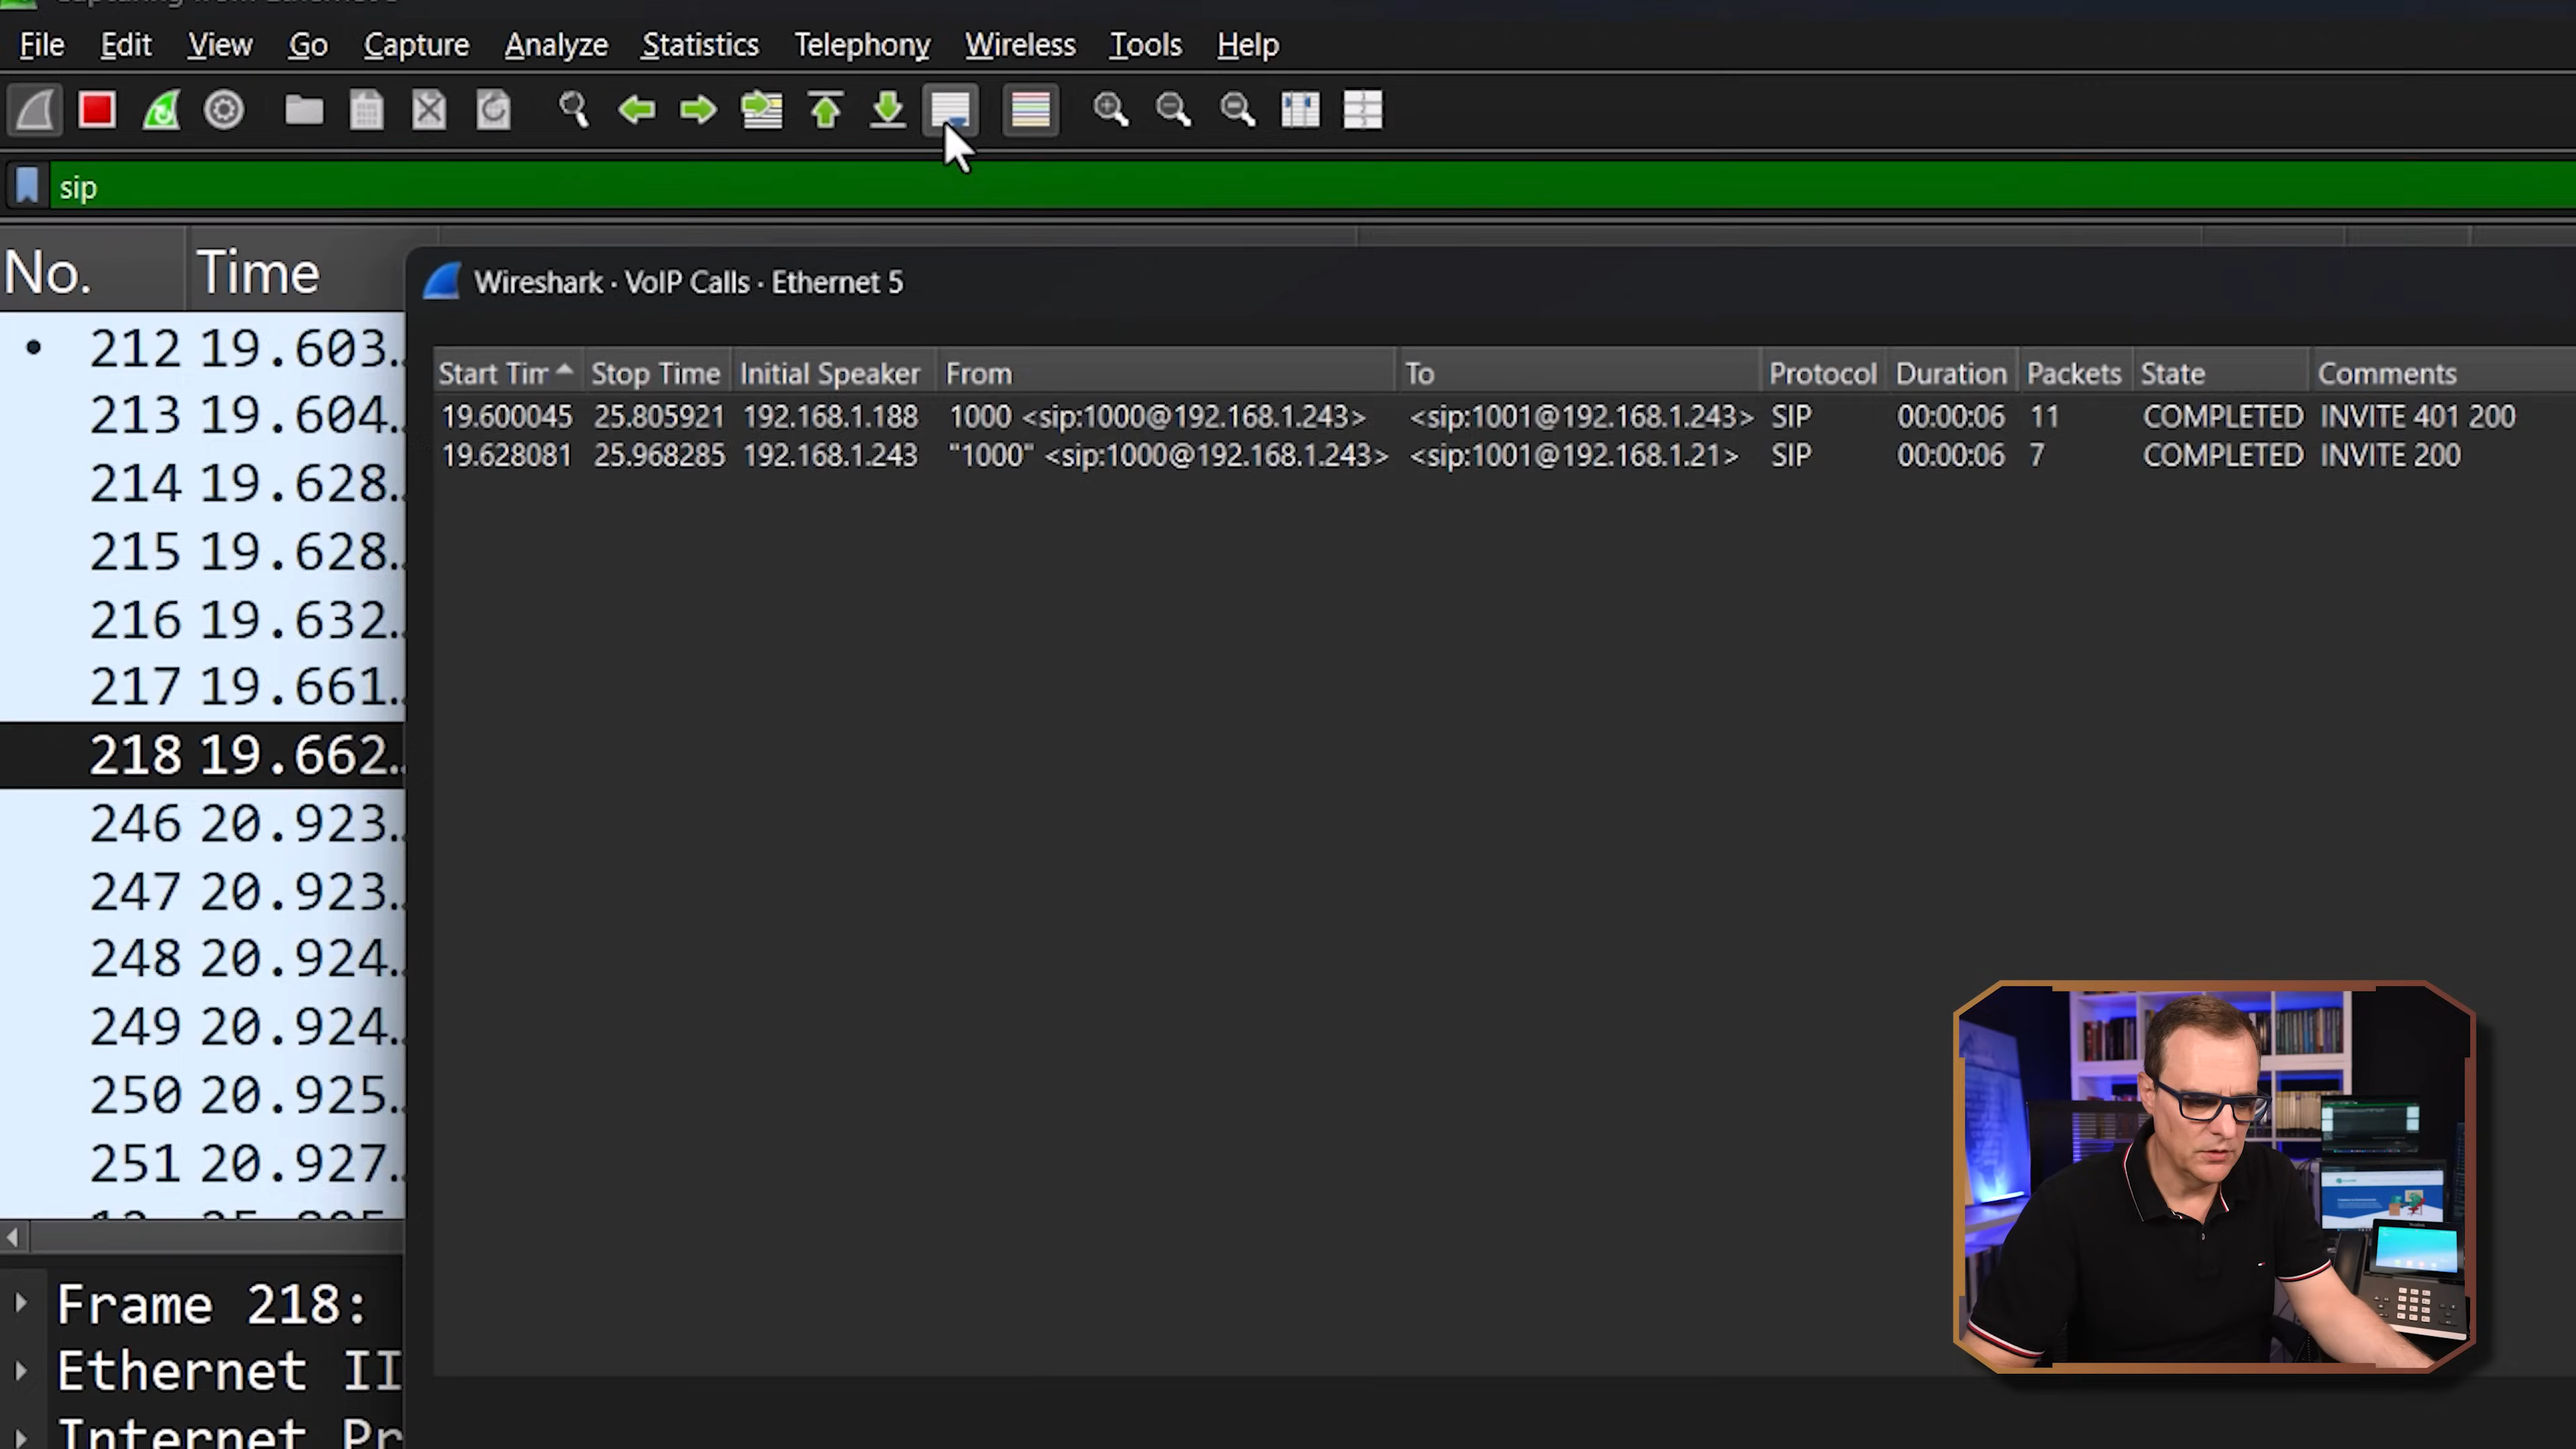 File Edit View Go Capture Analyze Statistics Telephony Wireless Tools Help
sip
No. Time
Wireshark · VoIP Calls · Ethernet 5
Start Tim Stop Time Initial Speaker From To Protocol Duration Packets State Comments
19.600045 25.805921 192.168.1.188 1000 <sip:1000@192.168.1.243> <sip:1001@192.168.1.243> SIP 00:00:06 11 COMPLETED INVITE 401 200
19.628081 25.968285 192.168.1.243 "1000" <sip:1000@192.168.1.243> <sip:1001@192.168.1.21> SIP 00:00:06 7 COMPLETED INVITE 200
212 19.603…
213 19.604…
214 19.628…
215 19.628…
216 19.632…
217 19.661…
218 19.662…
246 20.923…
247 20.923…
248 20.924…
249 20.924…
250 20.925…
251 20.927…
Frame 218:
Ethernet II
Internet Pr